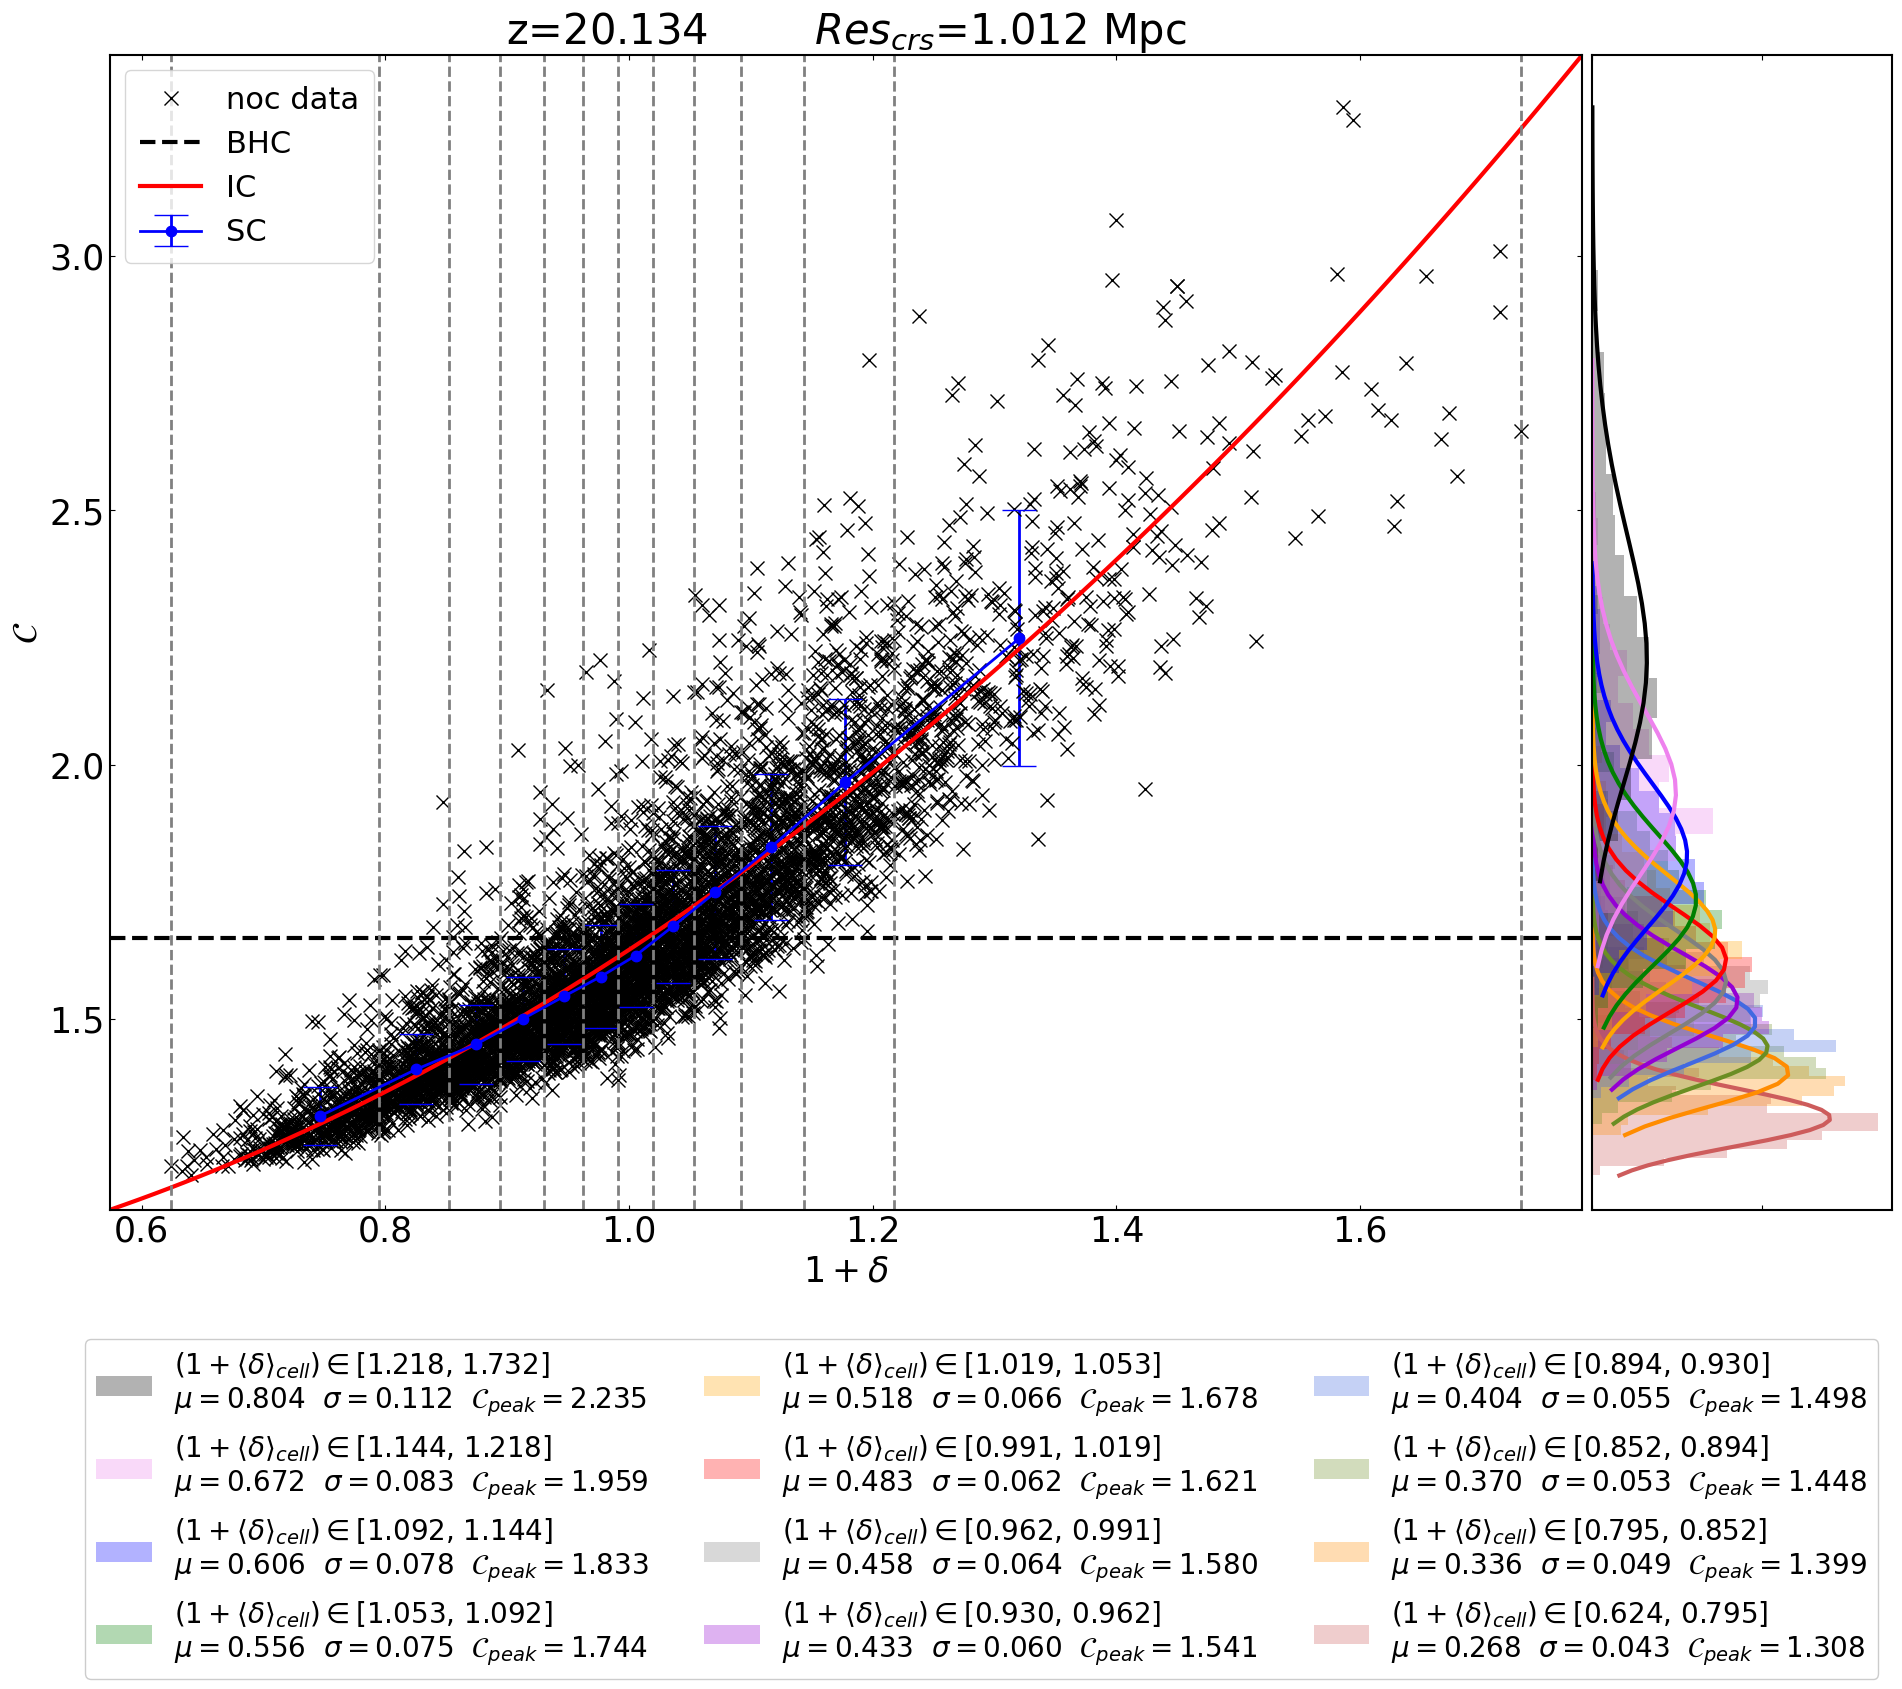 z=20.134 Res_crs=1.012 Mpc
noc data
BHC
IC
SC
3.0
2.5
2.0
1.5
𝒞
0.6 0.8 1.0 1.2 1.4 1.6
1 + δ
(1 + ⟨δ⟩_cell) ∈ [1.218, 1.732]
μ = 0.804 σ = 0.112 𝒞_peak = 2.235
(1 + ⟨δ⟩_cell) ∈ [1.144, 1.218]
μ = 0.672 σ = 0.083 𝒞_peak = 1.959
(1 + ⟨δ⟩_cell) ∈ [1.092, 1.144]
μ = 0.606 σ = 0.078 𝒞_peak = 1.833
(1 + ⟨δ⟩_cell) ∈ [1.053, 1.092]
μ = 0.556 σ = 0.075 𝒞_peak = 1.744
(1 + ⟨δ⟩_cell) ∈ [1.019, 1.053]
μ = 0.518 σ = 0.066 𝒞_peak = 1.678
(1 + ⟨δ⟩_cell) ∈ [0.991, 1.019]
μ = 0.483 σ = 0.062 𝒞_peak = 1.621
(1 + ⟨δ⟩_cell) ∈ [0.962, 0.991]
μ = 0.458 σ = 0.064 𝒞_peak = 1.580
(1 + ⟨δ⟩_cell) ∈ [0.930, 0.962]
μ = 0.433 σ = 0.060 𝒞_peak = 1.541
(1 + ⟨δ⟩_cell) ∈ [0.894, 0.930]
μ = 0.404 σ = 0.055 𝒞_peak = 1.498
(1 + ⟨δ⟩_cell) ∈ [0.852, 0.894]
μ = 0.370 σ = 0.053 𝒞_peak = 1.448
(1 + ⟨δ⟩_cell) ∈ [0.795, 0.852]
μ = 0.336 σ = 0.049 𝒞_peak = 1.399
(1 + ⟨δ⟩_cell) ∈ [0.624, 0.795]
μ = 0.268 σ = 0.043 𝒞_peak = 1.308